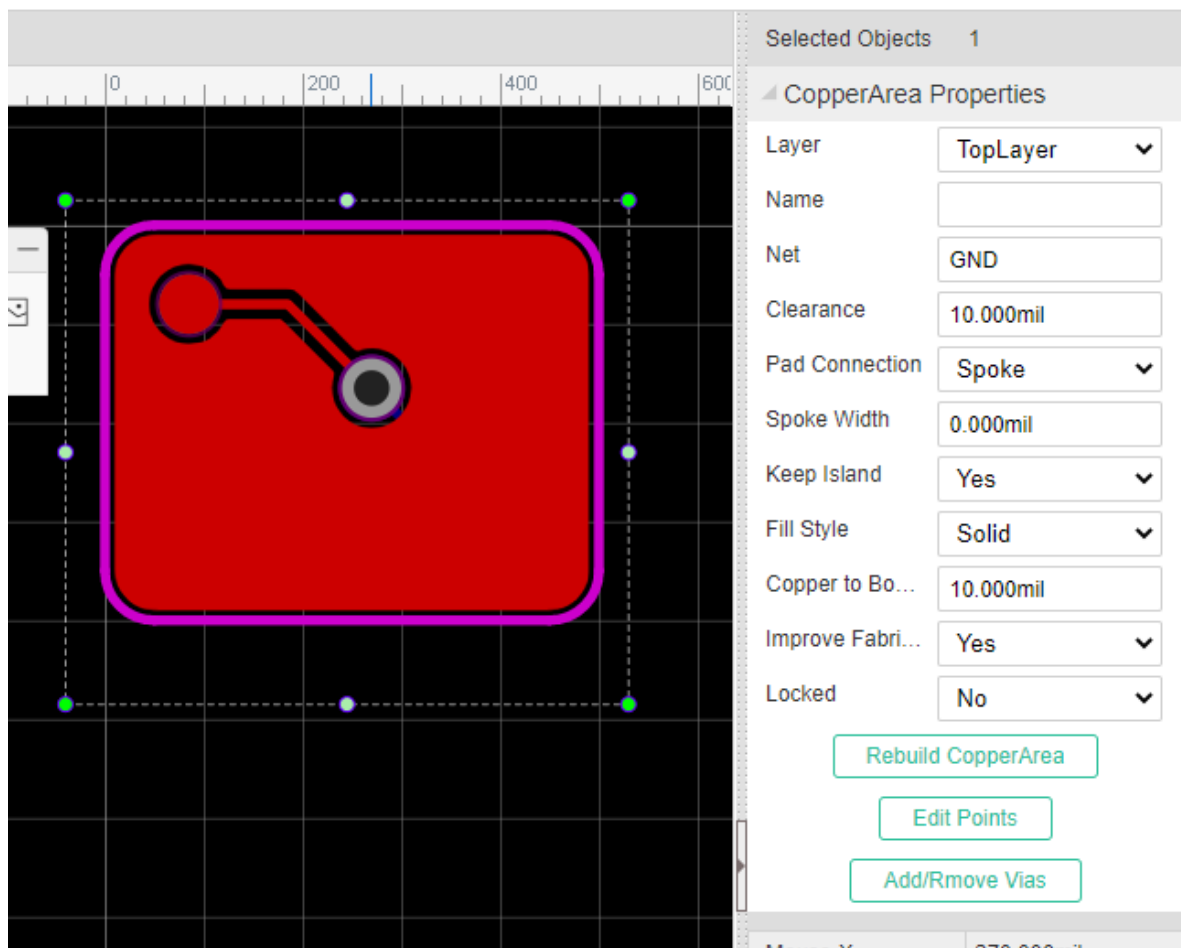 Selected Objects 1
0 200 400 600
CopperArea Properties
Layer TopLayer
Name
Net GND
Clearance 10.000mil
Pad Connection Spoke
Spoke Width 0.000mil
Keep Island Yes
Fill Style Solid
Copper to Bo... 10.000mil
Improve Fabri... Yes
Locked No
Rebuild CopperArea
Edit Points
Add/Rmove Vias